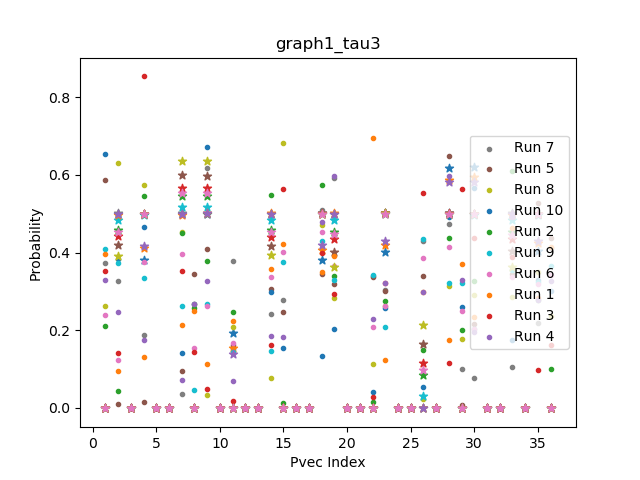 graph1_tau3
Probability
0.8
0.6
0.4
0.2
0.0
Run 7
Run 5
Run 8
Run 10
Run 2
Run 9
Run 6
Run 1
Run 3
Run 4
0 5 10 15 20 25 30 35
Pvec Index